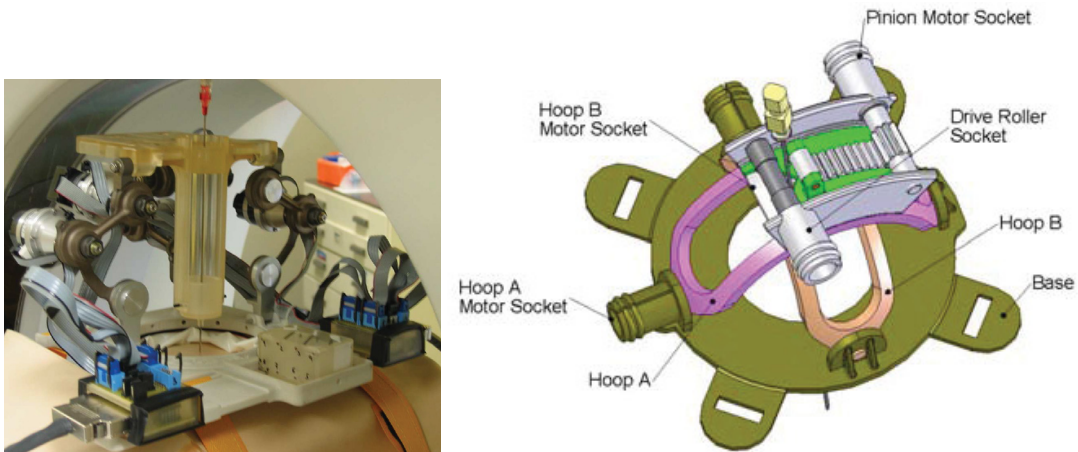 Pinion Motor Socket
Hoop B
Motor Socket
Drive Roller
Socket
Hoop B
Hoop A
Motor Socket
Base
Hoop A